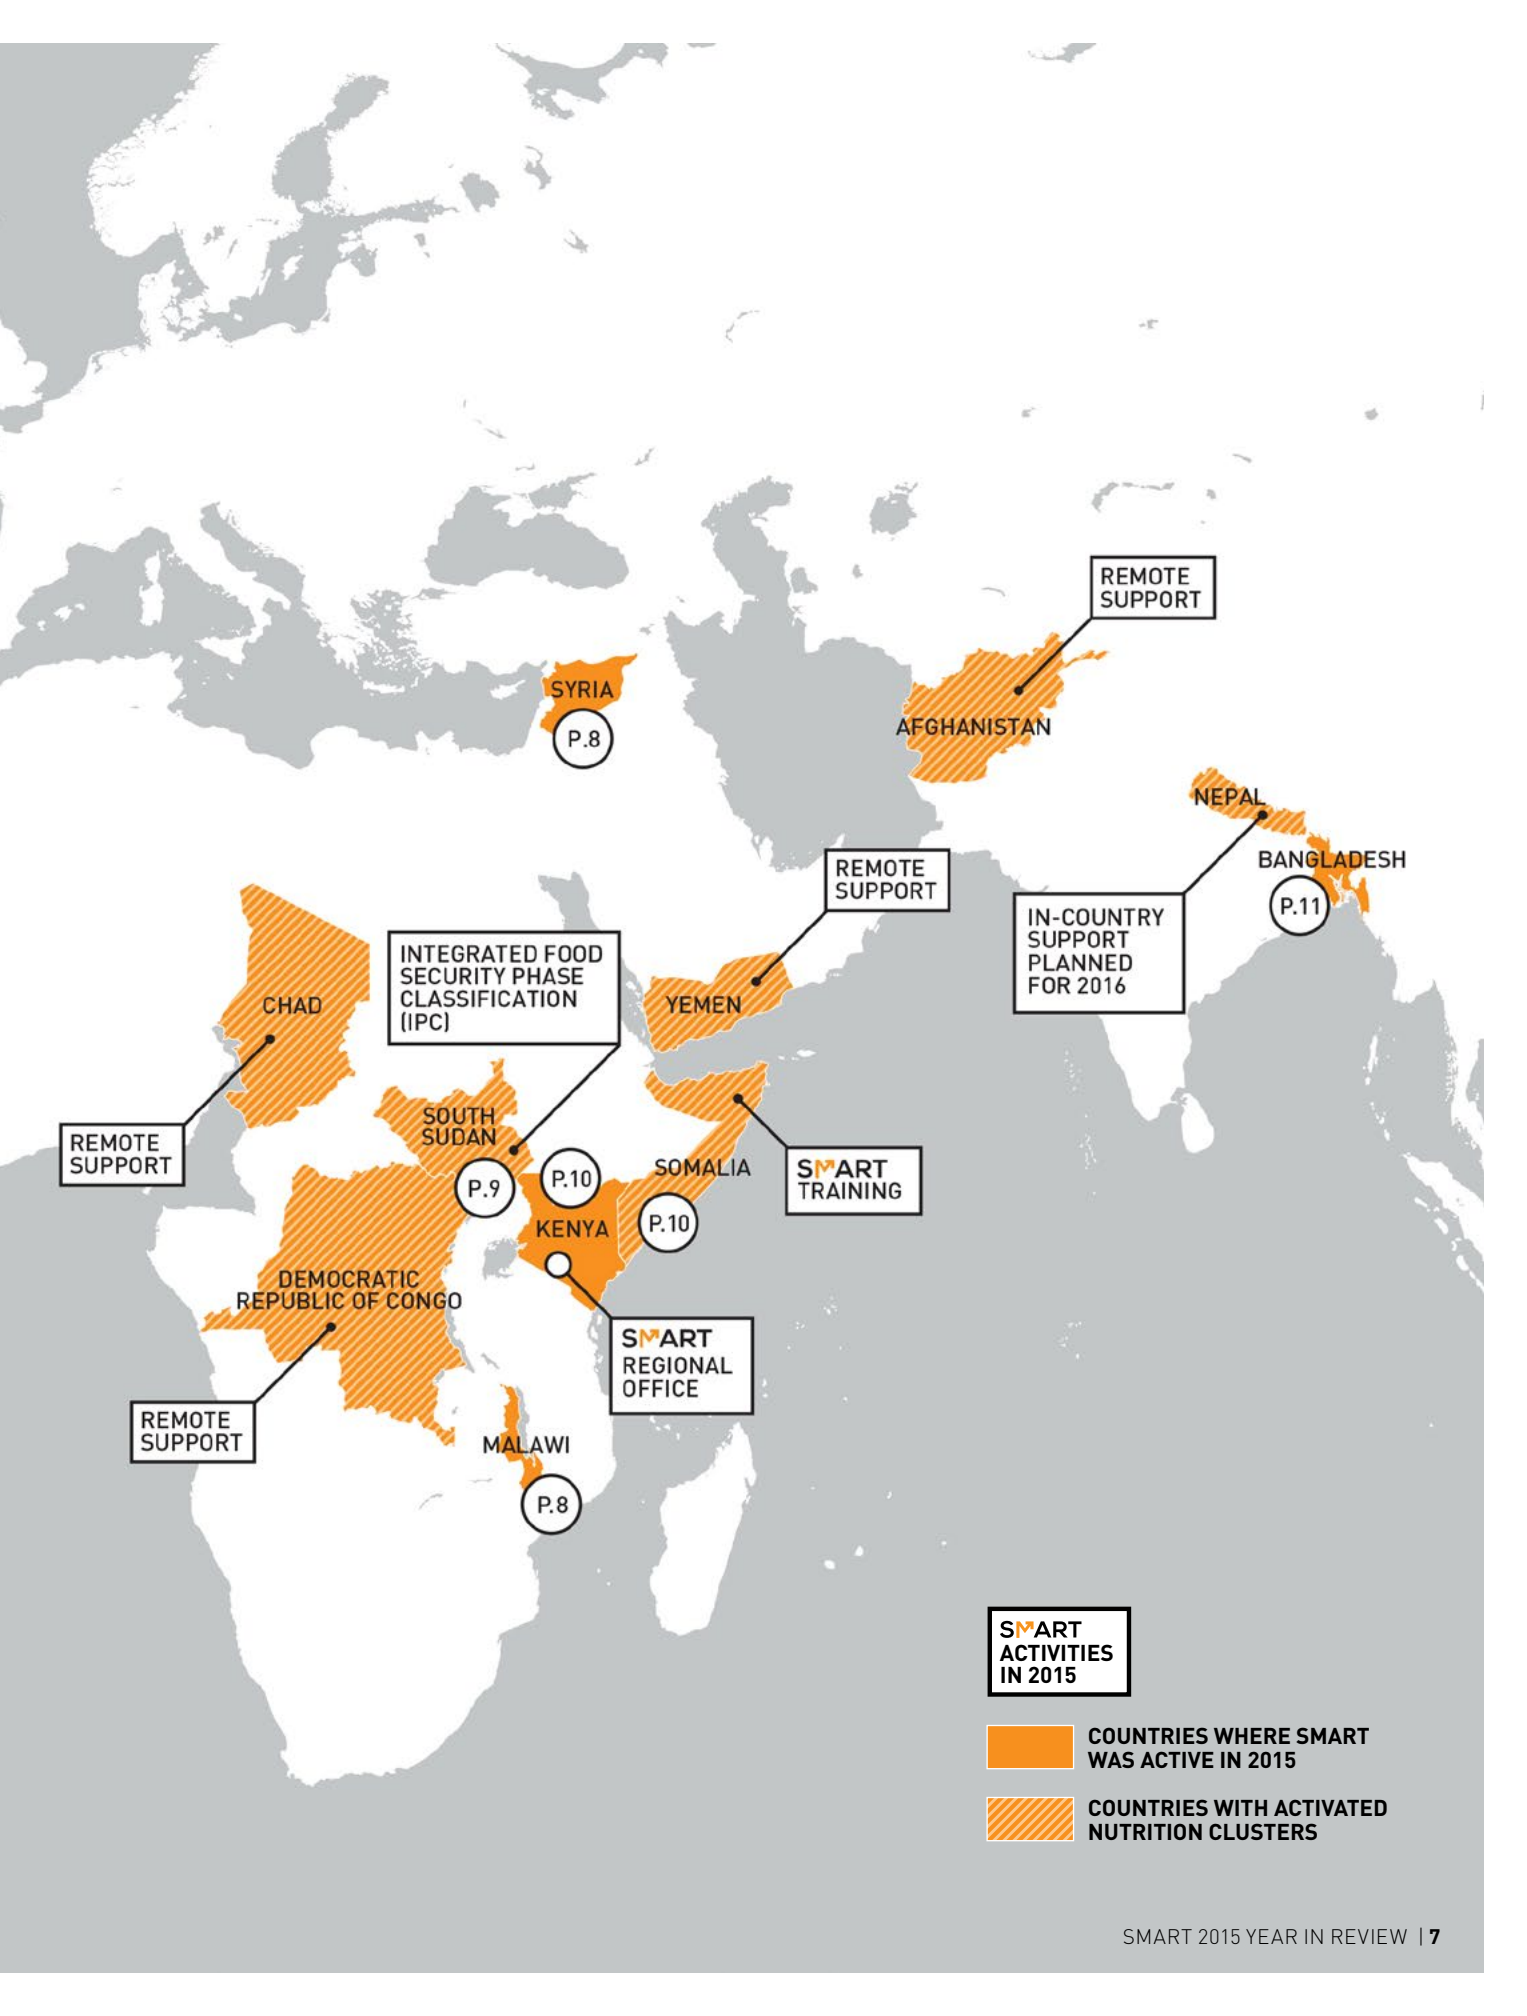 REMOTE
SUPPORT
SYRIA
P.8
AFGHANISTAN
NEPAL
BANGLADESH
P.11
REMOTE
SUPPORT
IN-COUNTRY
SUPPORT
PLANNED
FOR 2016
INTEGRATED FOOD
SECURITY PHASE
CLASSIFICATION
(IPC)
CHAD
YEMEN
SOUTH
SUDAN
REMOTE
SUPPORT
P.9
P.10
SOMALIA
SMART
TRAINING
KENYA
P.10
DEMOCRATIC
REPUBLIC OF CONGO
SMART
REGIONAL
OFFICE
REMOTE
SUPPORT
MALAWI
P.8
SMART
ACTIVITIES
IN 2015
COUNTRIES WHERE SMART
WAS ACTIVE IN 2015
COUNTRIES WITH ACTIVATED
NUTRITION CLUSTERS
SMART 2015 YEAR IN REVIEW | 7